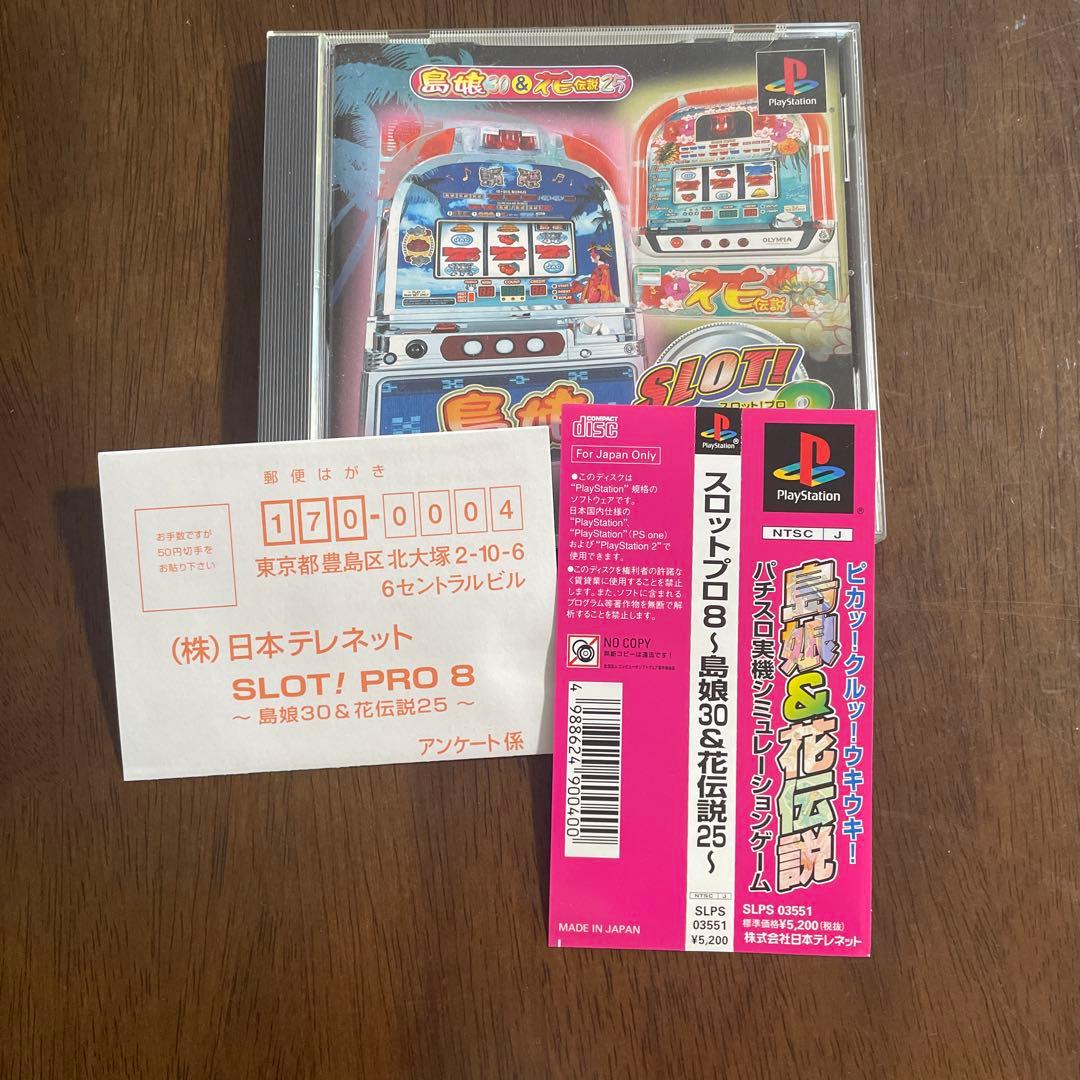 島娘30&花伝説25
PlayStation
OLYMPIA
花伝説
SLOT!
スロット!プロ
島娘
郵便はがき
お手数ですが
50円切手を
お貼り下さい
170-0004
東京都豊島区北大塚2-10-6
6セントラルビル
(株)日本テレネット
SLOT! PRO 8
～島娘30&花伝説25～
アンケート係
COMPACT
disc
For Japan Only
●このディスクは
"PlayStation" 規格の
ソフトウェアです。
日本国内仕様の
"PlayStation",
"PlayStation"(PS one)
および"PlayStation 2"で
使用できます。
●このディスクを権利者の許諾な
く賃貸業に使用することを禁止
します。また、ソフトに含まれる
プログラム等著作物を無断で解
析することを禁止します。
NO COPY
無断コピーは違法です!
4 988624 900400
MADE IN JAPAN
PlayStation
スロットプロ8～島娘30&花伝説25～
NTSC J
SLPS
03551
¥5,200
PlayStation
NTSC J
ピカッ!クルッ!ウキウキ!
島娘&花伝説
パチスロ実機シミュレーションゲーム
SLPS 03551
標準価格¥5,200(税抜)
株式会社日本テレネット